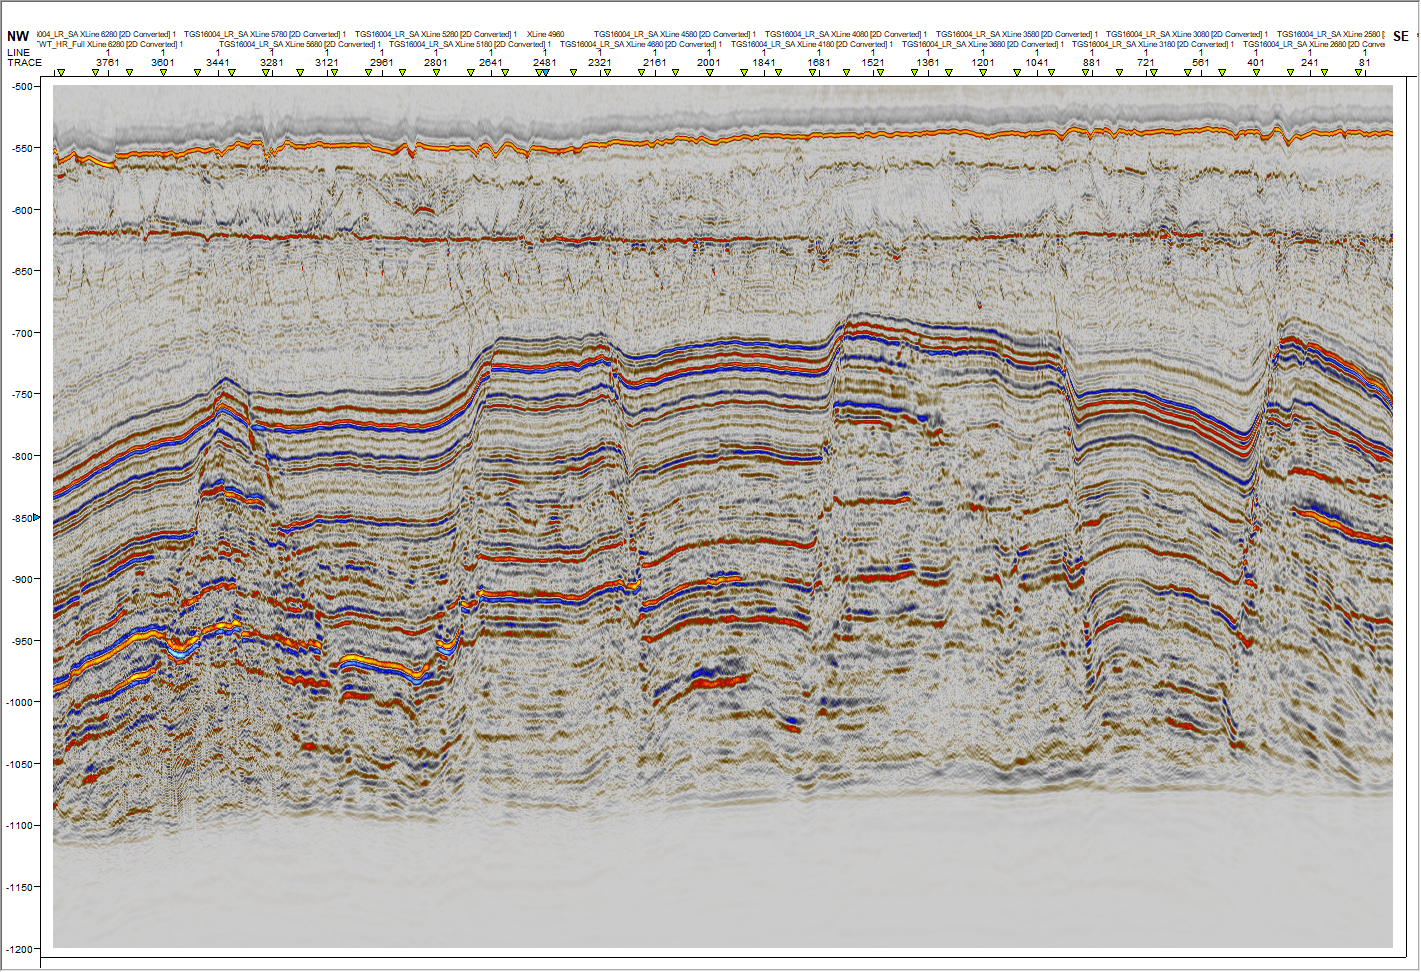 NW
i004_LR_SA XLine 6280 [2D Converted] 1 TGS16004_LR_SA XLine 5780 [2D Converted] 1 TGS16004_LR_SA XLine 5280 [2D Converted] 1 XLine 4960 TGS16004_LR_SA XLine 4580 [2D Converted] 1 TGS16004_LR_SA XLine 4080 [2D Converted] 1 TGS16004_LR_SA XLine 3580 [2D Converted] 1 TGS16004_LR_SA XLine 3080 [2D Converted] 1 TGS16004_LR_SA XLine 2580 [
SE
TWT_HR_Full XLine 6280 [2D Converted] 1 TGS16004_LR_SA XLine 5680 [2D Converted] 1 TGS16004_LR_SA XLine 5180 [2D Converted] 1 TGS16004_LR_SA XLine 4680 [2D Converted] 1 TGS16004_LR_SA XLine 4180 [2D Converted] 1 TGS16004_LR_SA XLine 3680 [2D Converted] 1 TGS16004_LR_SA XLine 3180 [2D Converted] 1 TGS16004_LR_SA XLine 2680 [2D Conve
LINE 1 1 1 1 1 1 1 1 1 1 1 1 1 1 1 1 1 1 1 1 1 1 1 1
TRACE 3761 3601 3441 3281 3121 2961 2801 2641 2481 2321 2161 2001 1841 1681 1521 1361 1201 1041 881 721 561 401 241 81
-500
-550
-600
-650
-700
-750
-800
-850
-900
-950
-1000
-1050
-1100
-1150
-1200